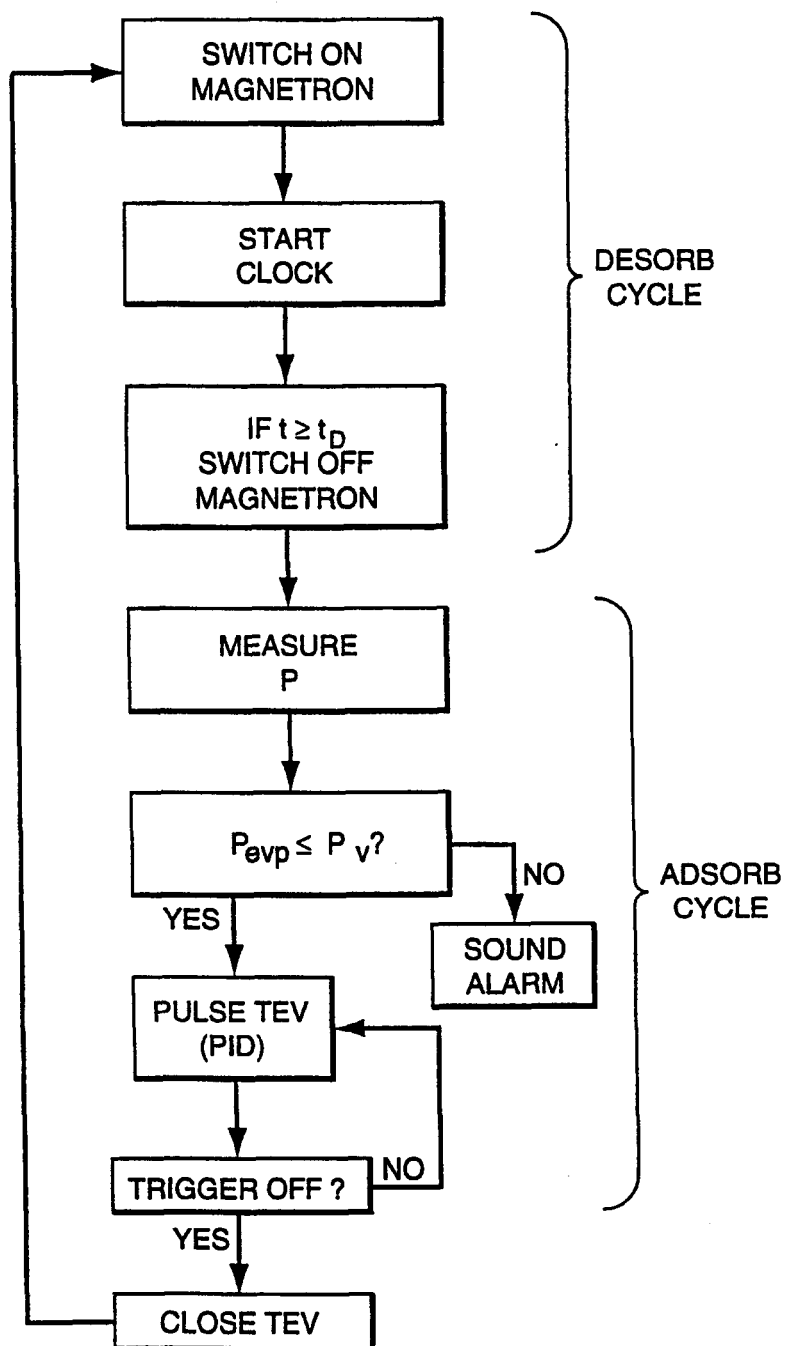 SWITCH ON
MAGNETRON
START
CLOCK
DESORB
CYCLE
IF t ≥ tD
SWITCH OFF
MAGNETRON
MEASURE
P
Pevp ≤ P v?
NO
YES
SOUND
ALARM
ADSORB
CYCLE
PULSE TEV
(PID)
TRIGGER OFF ?
NO
YES
CLOSE TEV